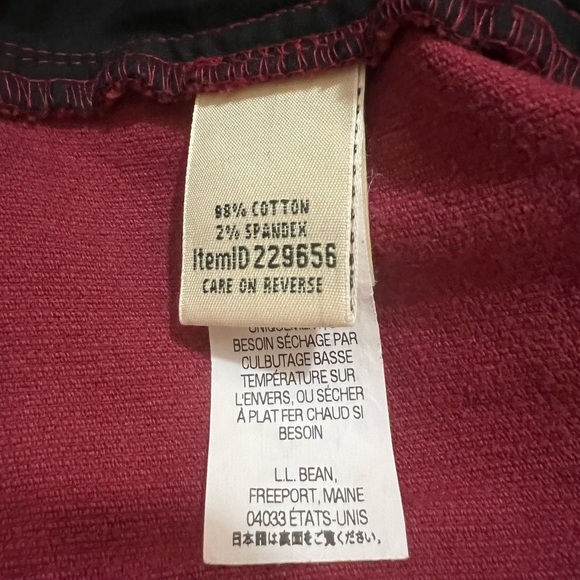 98% COTTON
2% SPANDEX
ItemID 229656
CARE ON REVERSE
BESOIN SÉCHAGE PAR
CULBUTAGE BASSE
TEMPÉRATURE SUR
L'ENVERS, OU SÉCHER
À PLAT FER CHAUD SI
BESOIN
L.L. BEAN,
FREEPORT, MAINE
04033 ÉTATS-UNIS
日本語は裏面をご覧ください。